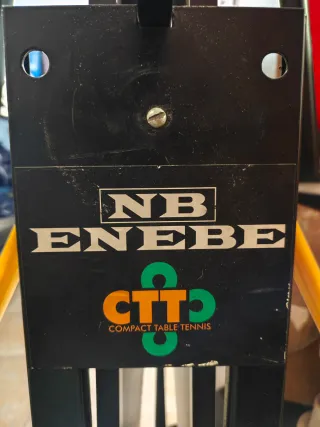 NB
ENEBE
CTT
COMPACT TABLE TENNIS